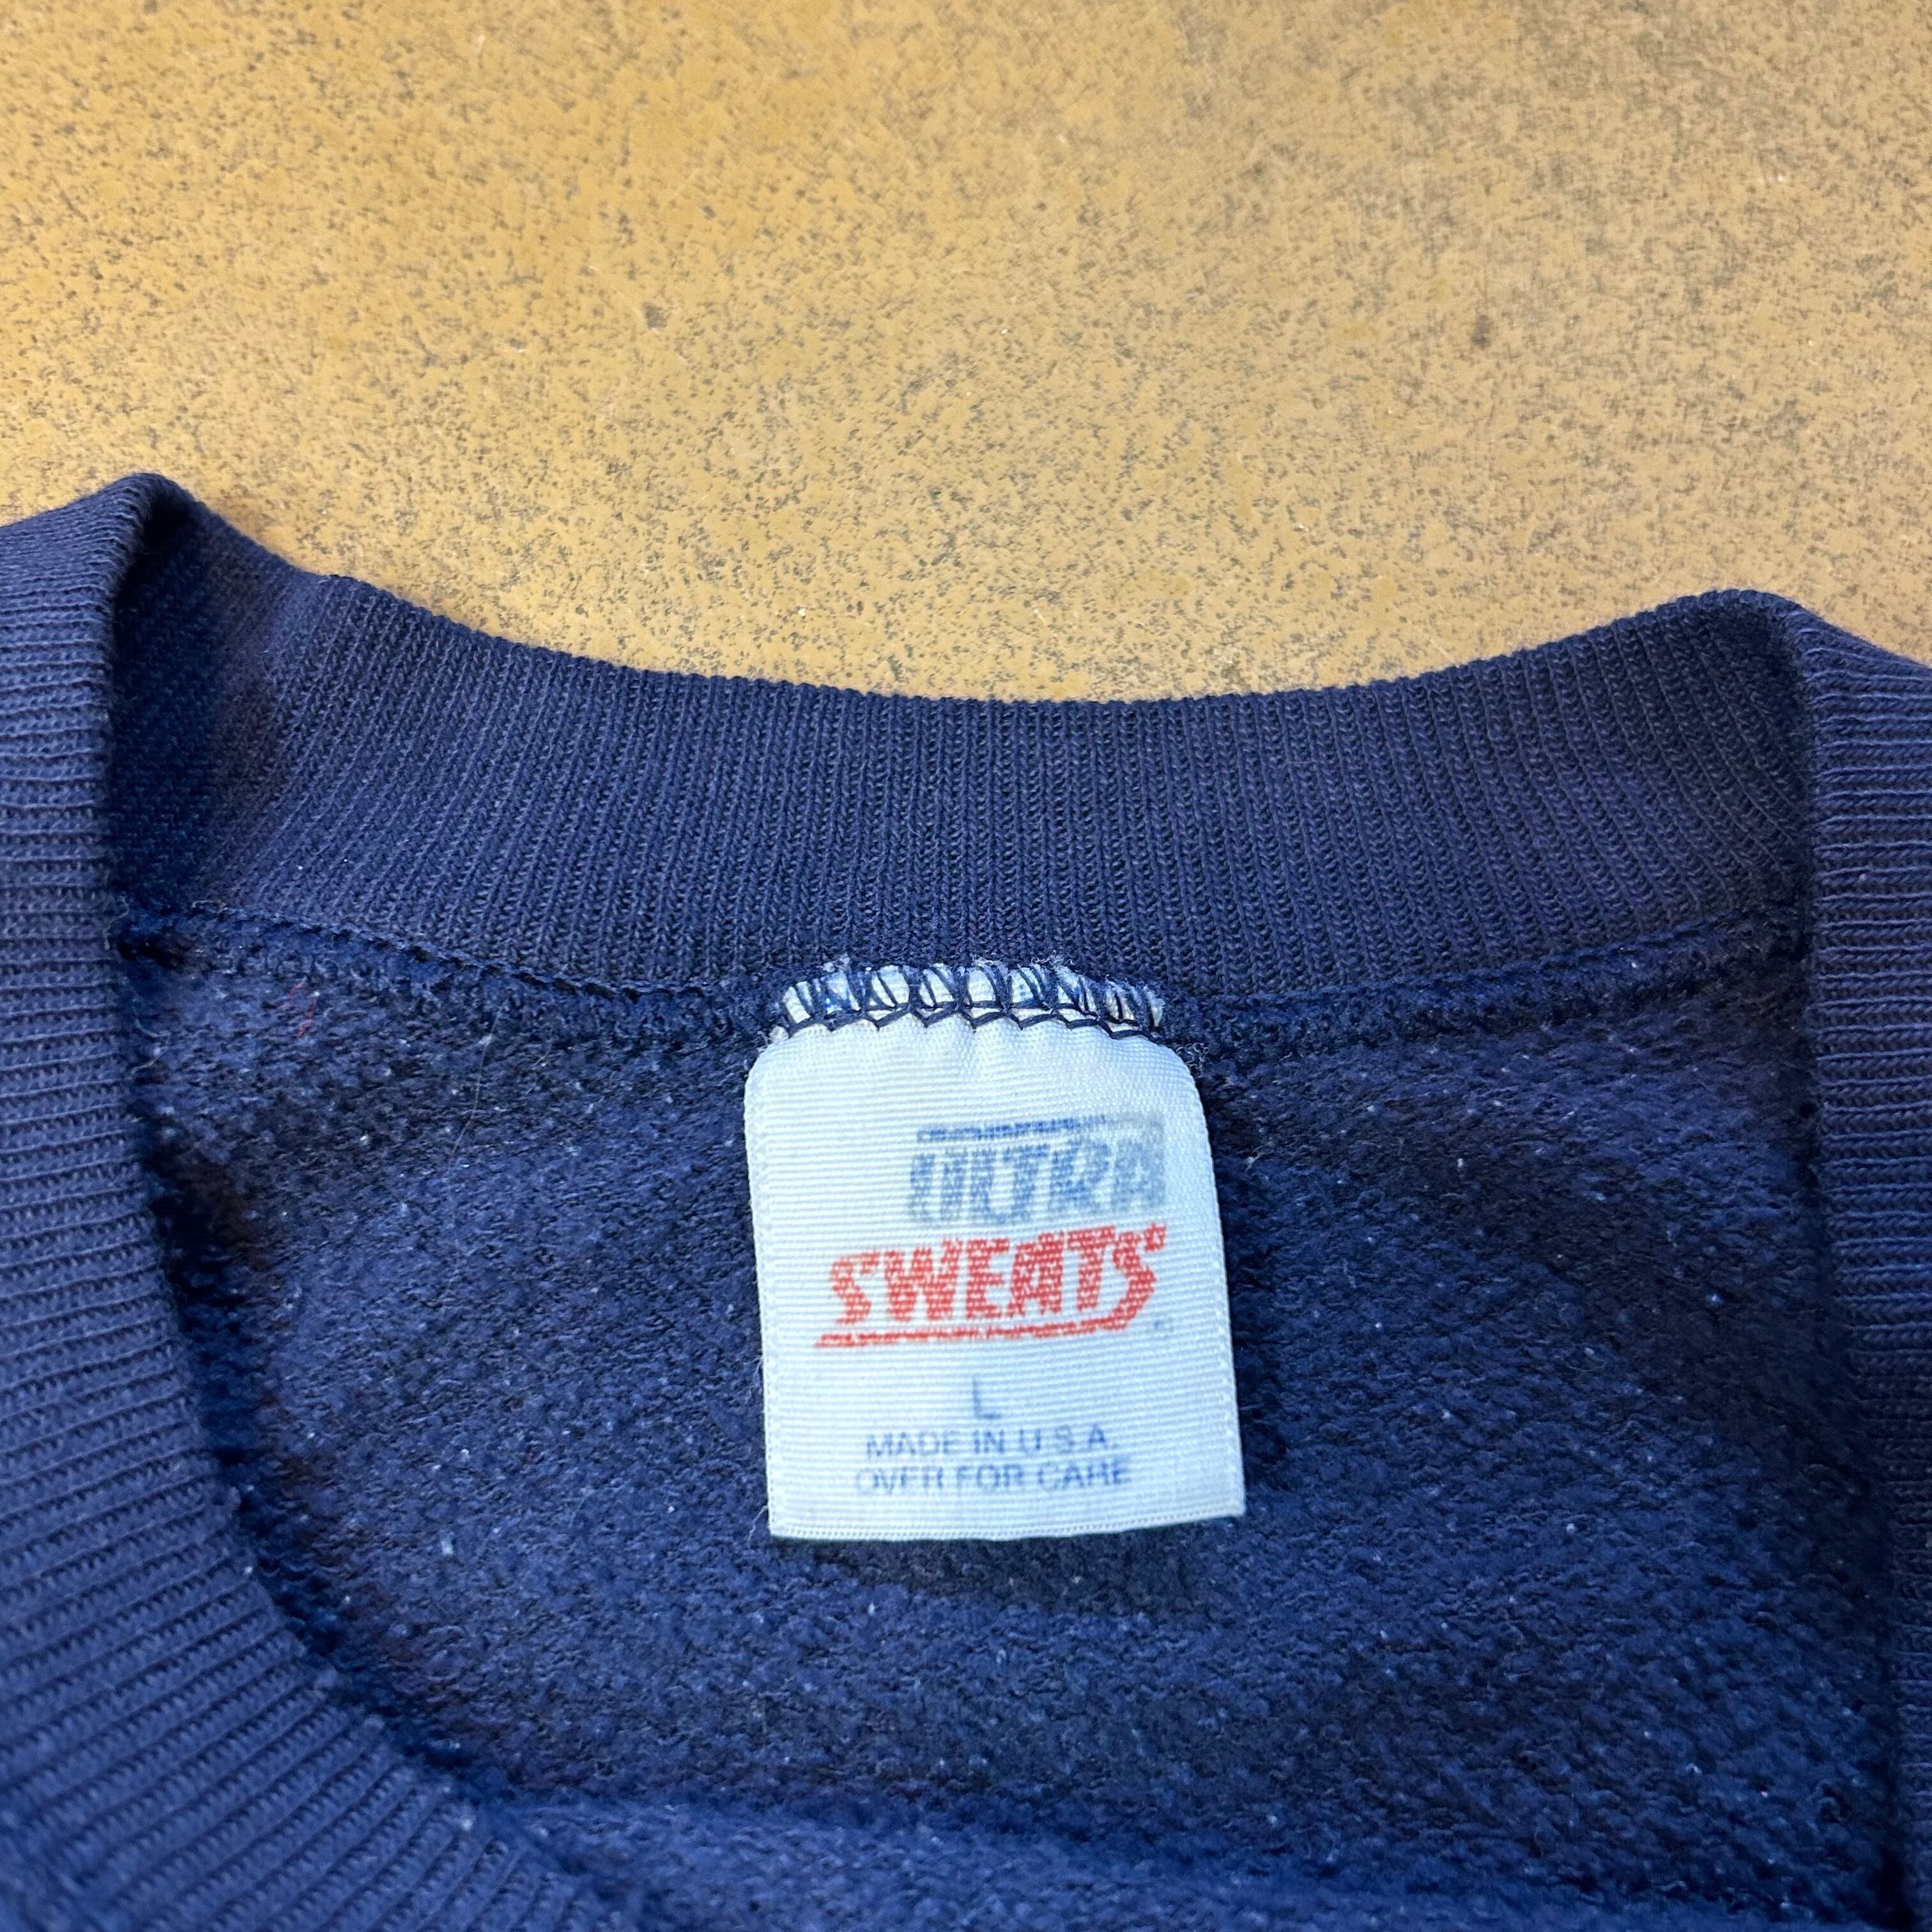 ULTRA
SWEATS
L
MADE IN U.S.A.
OVER FOR CARE